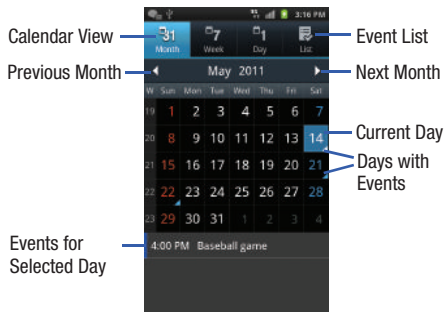 3:16 PM
Calendar View
31 7 1
Month Week Day List
Event List
Previous Month
May 2011
Next Month
W Sun Mon Tue Wed Thu Fri Sat
19 1 2 3 4 5 6 7
20 8 9 10 11 12 13 14
Current Day
21 15 16 17 18 19 20 21
Days with
Events
22 22 23 24 25 26 27 28
23 29 30 31 1 2 3 4
Events for
Selected Day
4:00 PM Baseball game